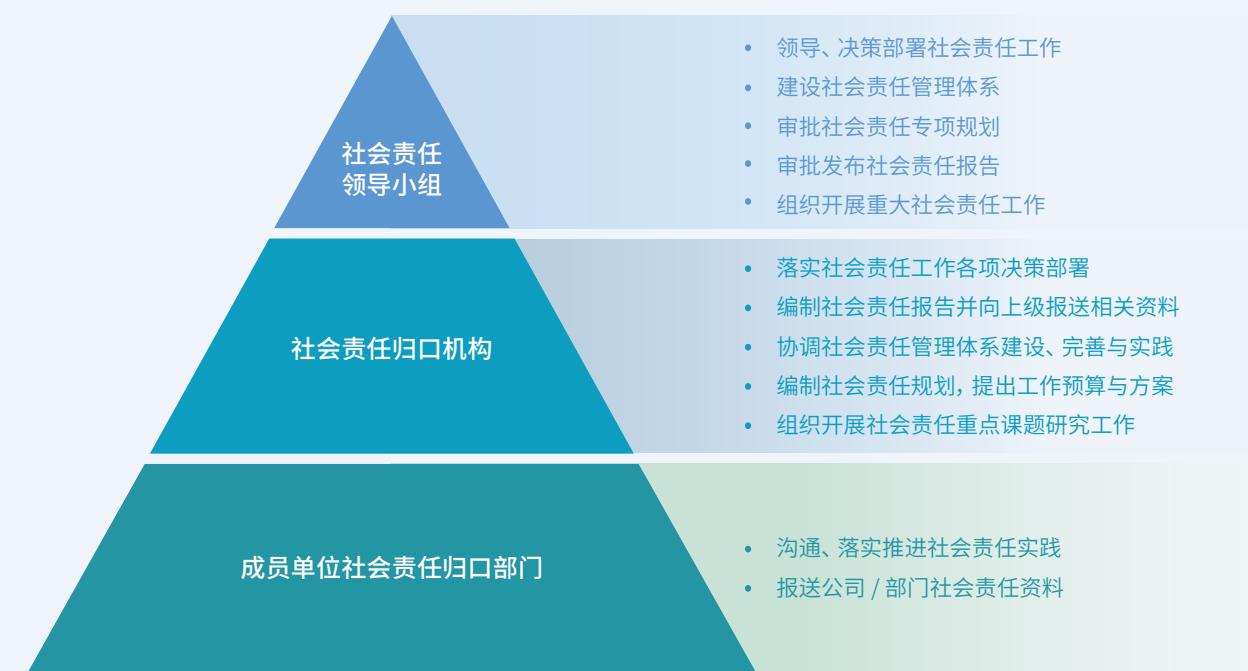 社会责任
领导小组
• 领导、决策部署社会责任工作
• 建设社会责任管理体系
• 审批社会责任专项规划
• 审批发布社会责任报告
• 组织开展重大社会责任工作
社会责任归口机构
• 落实社会责任工作各项决策部署
• 编制社会责任报告并向上级报送相关资料
• 协调社会责任管理体系建设、完善与实践
• 编制社会责任规划，提出工作预算与方案
• 组织开展社会责任重点课题研究工作
成员单位社会责任归口部门
• 沟通、落实推进社会责任实践
• 报送公司 / 部门社会责任资料